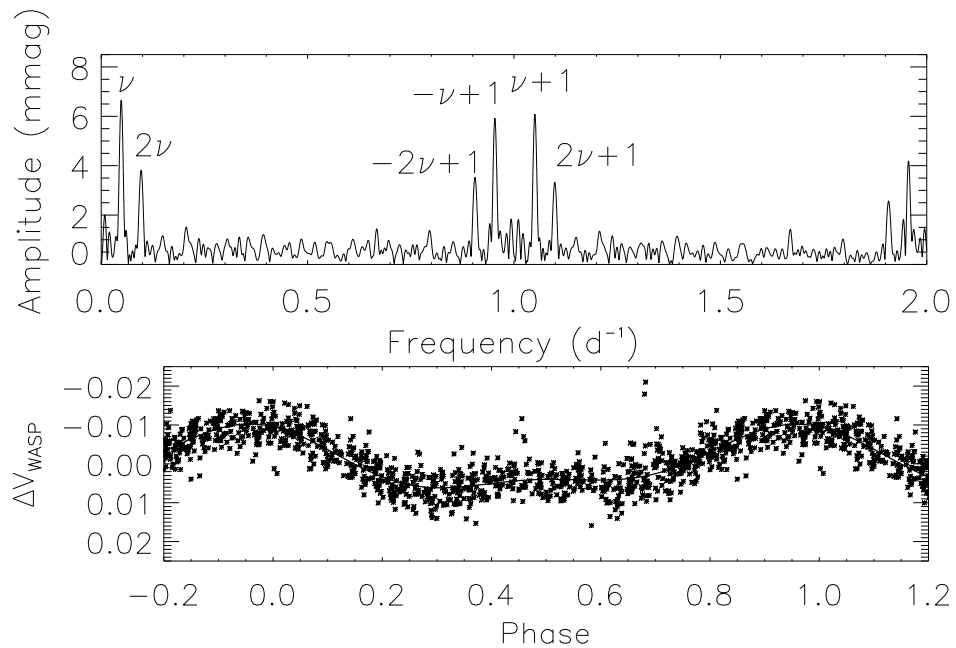 Amplitude (mmag)
8
6
4
2
0
ν
2ν
−2ν+1
−ν+1
ν+1
2ν+1
0.0 0.5 1.0 1.5 2.0
Frequency (d⁻¹)
ΔV_WASP
−0.02
−0.01
0.00
0.01
0.02
−0.2 0.0 0.2 0.4 0.6 0.8 1.0 1.2
Phase